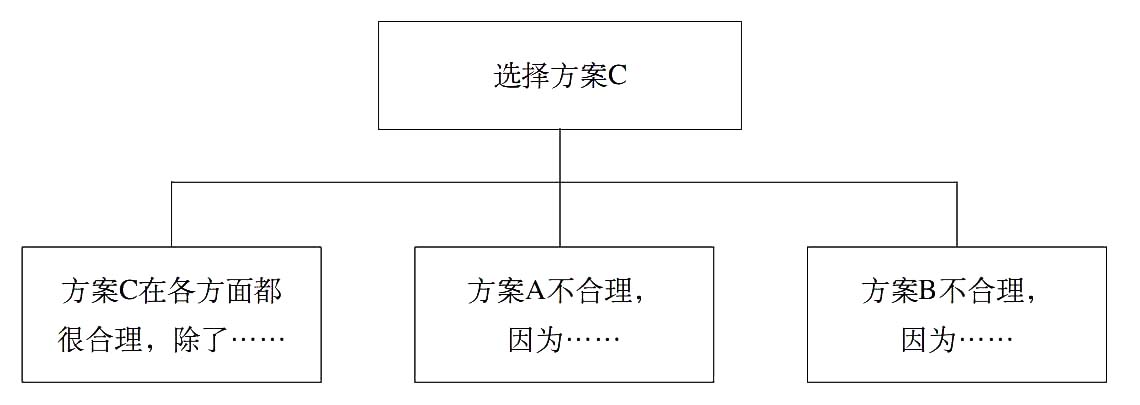 选择方案C
方案C在各方面都
很合理，除了……
方案A不合理，
因为……
方案B不合理，
因为……